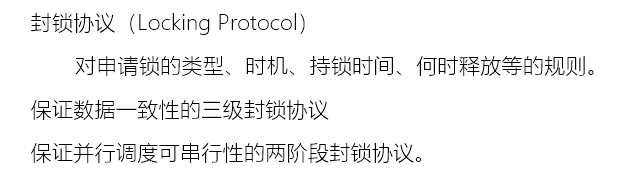 封锁协议（Locking Protocol）
对申请锁的类型、时机、持锁时间、何时释放等的规则。
保证数据一致性的三级封锁协议
保证并行调度可串行性的两阶段封锁协议。